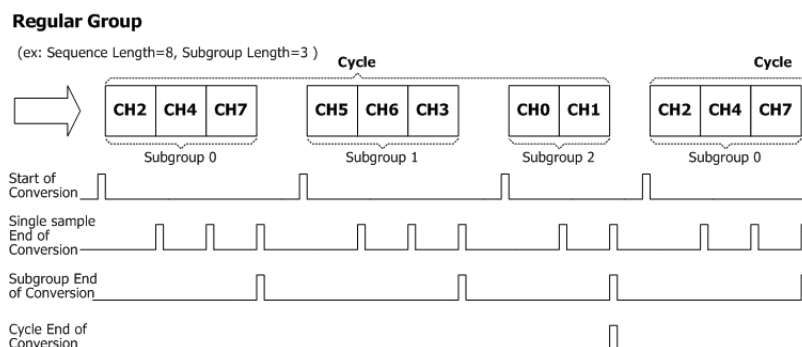 Regular Group
(ex: Sequence Length=8, Subgroup Length=3 )
Cycle
Cycle
CH2 CH4 CH7 CH5 CH6 CH3 CH0 CH1 CH2 CH4 CH7
Subgroup 0 Subgroup 1 Subgroup 2 Subgroup 0
Start of
Conversion
Single sample
End of
Conversion
Subgroup End
of Conversion
Cycle End of
Conversion